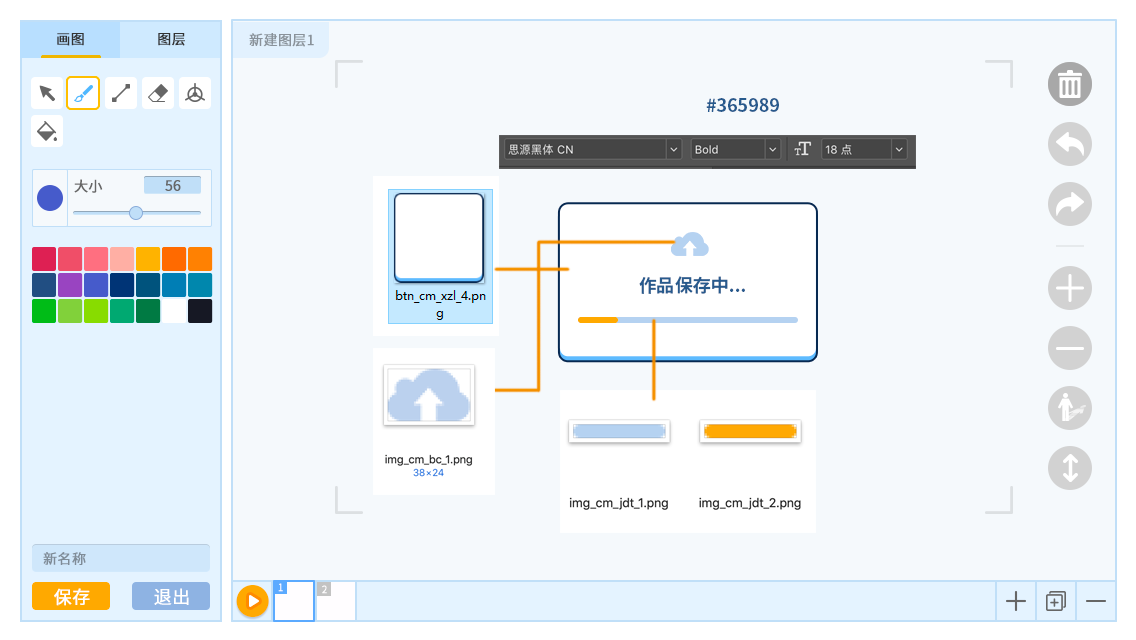 画图
图层
新建图层1
#365989
思源黑体 CN
Bold
18 点
大小
56
btn_cm_xzl_4.pn
g
作品保存中...
img_cm_bc_1.png
38×24
img_cm_jdt_1.png
img_cm_jdt_2.png
新名称
保存
退出
1
2